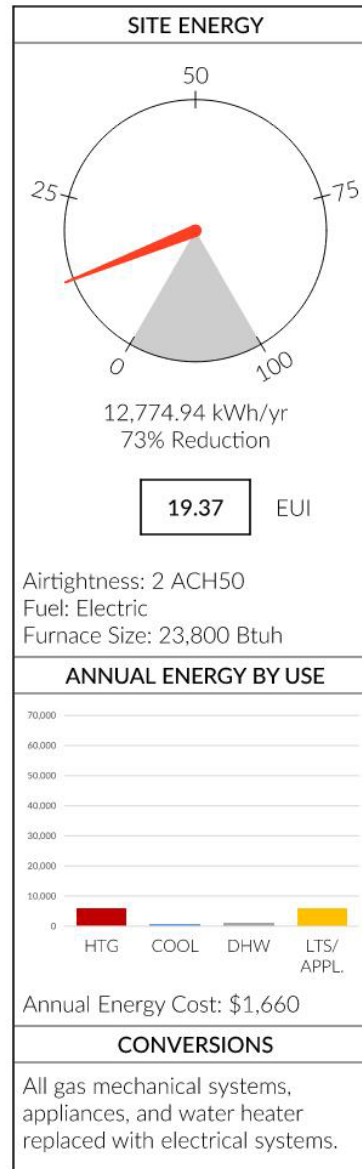 SITE ENERGY
50
25
75
0
100
12,774.94 kWh/yr
73% Reduction
19.37 EUI
Airtightness: 2 ACH50
Fuel: Electric
Furnace Size: 23,800 Btuh
ANNUAL ENERGY BY USE
70,000
60,000
50,000
40,000
30,000
20,000
10,000
0
HTG COOL DHW LTS/
APPL.
Annual Energy Cost: $1,660
CONVERSIONS
All gas mechanical systems,
appliances, and water heater
replaced with electrical systems.